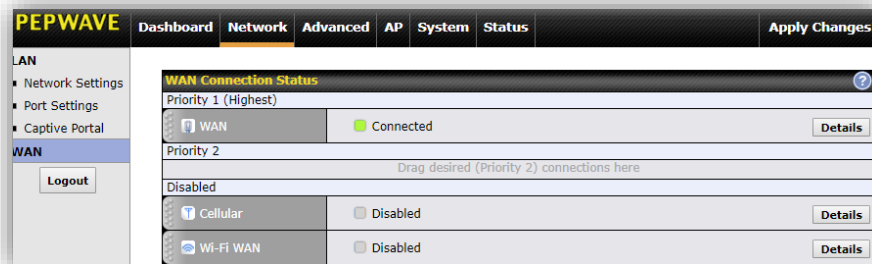 PEPWAVE Dashboard Network Advanced AP System Status Apply Changes
LAN
Network Settings
Port Settings
Captive Portal
WAN
Logout
WAN Connection Status ?
Priority 1 (Highest)
WAN Connected Details
Priority 2
Drag desired (Priority 2) connections here
Disabled
Cellular Disabled Details
Wi-Fi WAN Disabled Details